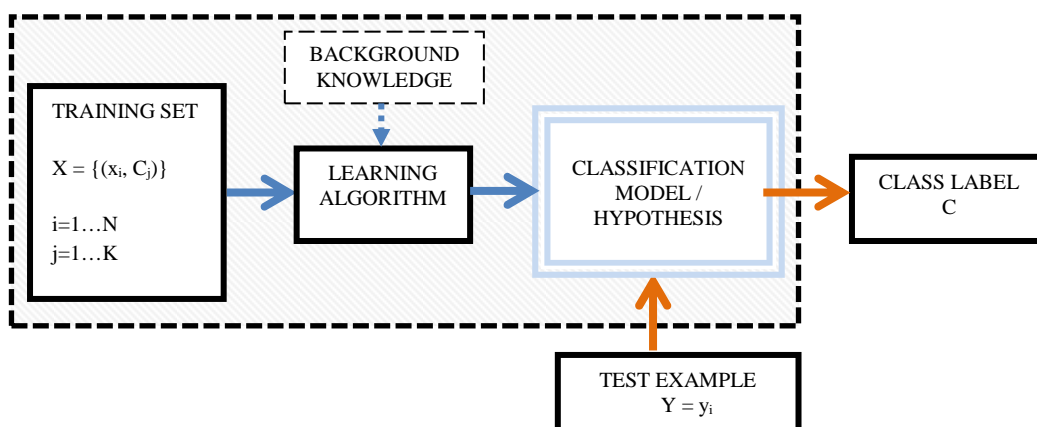 BACKGROUND
KNOWLEDGE
TRAINING SET
X = {(xᵢ, Cⱼ)}
i=1…N
j=1…K
LEARNING
ALGORITHM
CLASSIFICATION
MODEL /
HYPOTHESIS
CLASS LABEL
C
TEST EXAMPLE
Y = yᵢ